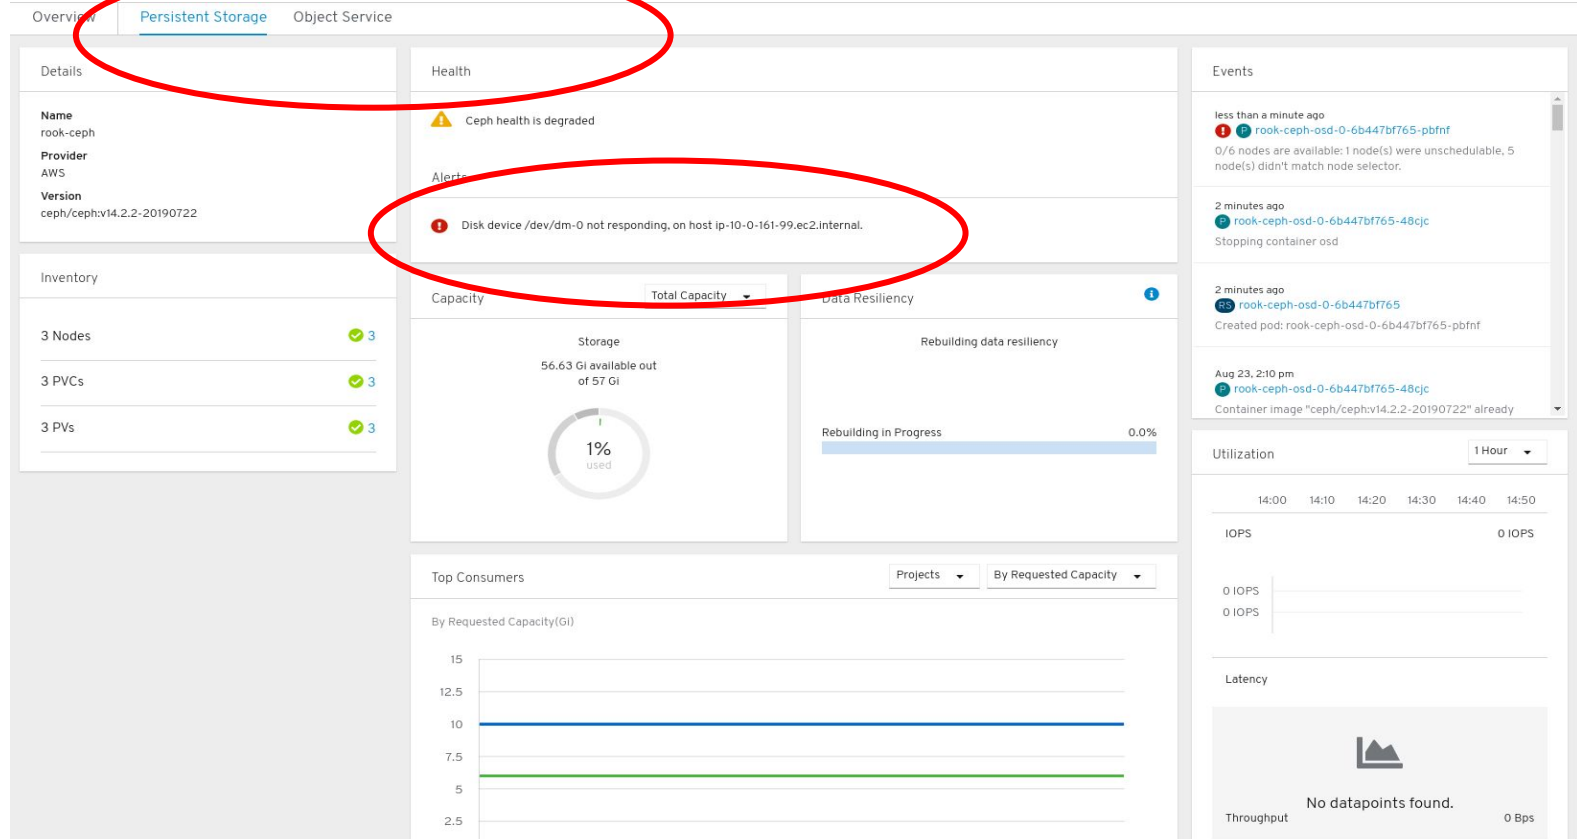 Overview
Persistent Storage
Object Service
Details
Name
rook-ceph
Provider
AWS
Version
ceph/ceph:v14.2.2-20190722
Inventory
3 Nodes
3
3 PVCs
3
3 PVs
3
Health
Ceph health is degraded
Alerts
Disk device /dev/dm-0 not responding, on host ip-10-0-161-99.ec2.internal.
Capacity
Total Capacity
Storage
56.63 Gi available out
of 57 Gi
1%
used
Data Resiliency
Rebuilding data resiliency
Rebuilding in Progress
0.0%
Top Consumers
Projects
By Requested Capacity
By Requested Capacity(Gi)
15
12.5
10
7.5
5
2.5
Events
less than a minute ago
P rook-ceph-osd-0-6b447bf765-pbfnf
0/6 nodes are available: 1 node(s) were unschedulable, 5
node(s) didn't match node selector.
2 minutes ago
P rook-ceph-osd-0-6b447bf765-48cjc
Stopping container osd
2 minutes ago
RS rook-ceph-osd-0-6b447bf765
Created pod: rook-ceph-osd-0-6b447bf765-pbfnf
Aug 23, 2:10 pm
P rook-ceph-osd-0-6b447bf765-48cjc
Container image "ceph/ceph:v14.2.2-20190722" already
Utilization
1 Hour
14:00 14:10 14:20 14:30 14:40 14:50
IOPS
0 IOPS
0 IOPS
0 IOPS
Latency
No datapoints found.
Throughput
0 Bps